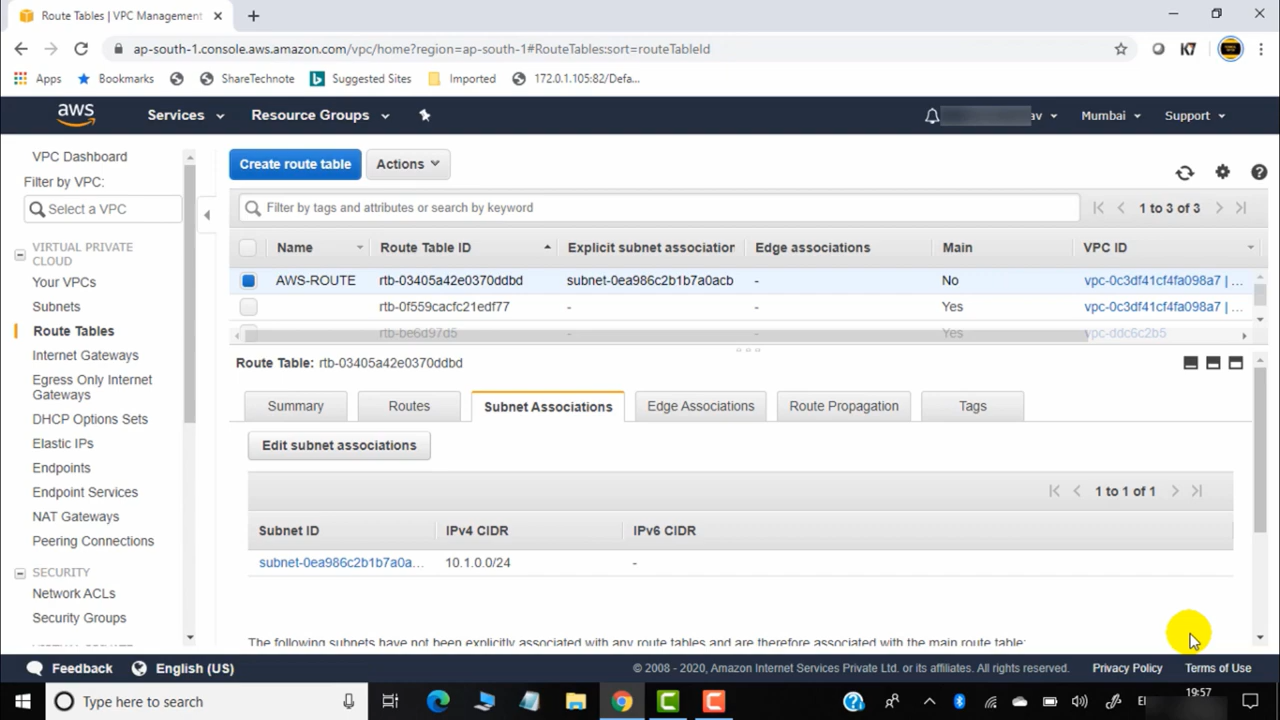 Route Tables | VPC Management
ap-south-1.console.aws.amazon.com/vpc/home?region=ap-south-1#RouteTables:sort=routeTableId
K7
Apps Bookmarks ShareTechnote Suggested Sites Imported 172.0.1.105:82/Defa...
aws Services Resource Groups av Mumbai Support
VPC Dashboard
Filter by VPC:
Select a VPC
VIRTUAL PRIVATE
CLOUD
Your VPCs
Subnets
Route Tables
Internet Gateways
Egress Only Internet
Gateways
DHCP Options Sets
Elastic IPs
Endpoints
Endpoint Services
NAT Gateways
Peering Connections
SECURITY
Network ACLs
Security Groups
Create route table Actions
Filter by tags and attributes or search by keyword 1 to 3 of 3
Name Route Table ID Explicit subnet association Edge associations Main VPC ID
AWS-ROUTE rtb-03405a42e0370ddbd subnet-0ea986c2b1b7a0acb - No vpc-0c3df41cf4fa098a7 | ...
rtb-0f559cacfc21edf77 - - Yes vpc-0c3df41cf4fa098a7 | ...
rtb-be6d97d5 - - Yes vpc-ddc6c2b5
Route Table: rtb-03405a42e0370ddbd
Summary Routes Subnet Associations Edge Associations Route Propagation Tags
Edit subnet associations
1 to 1 of 1
Subnet ID IPv4 CIDR IPv6 CIDR
subnet-0ea986c2b1b7a0a... 10.1.0.0/24 -
The following subnets have not been explicitly associated with any route tables and are therefore associated with the main route table:
Feedback English (US) © 2008 - 2020, Amazon Internet Services Private Ltd. or its affiliates. All rights reserved. Privacy Policy Terms of Use
Type here to search 19:57